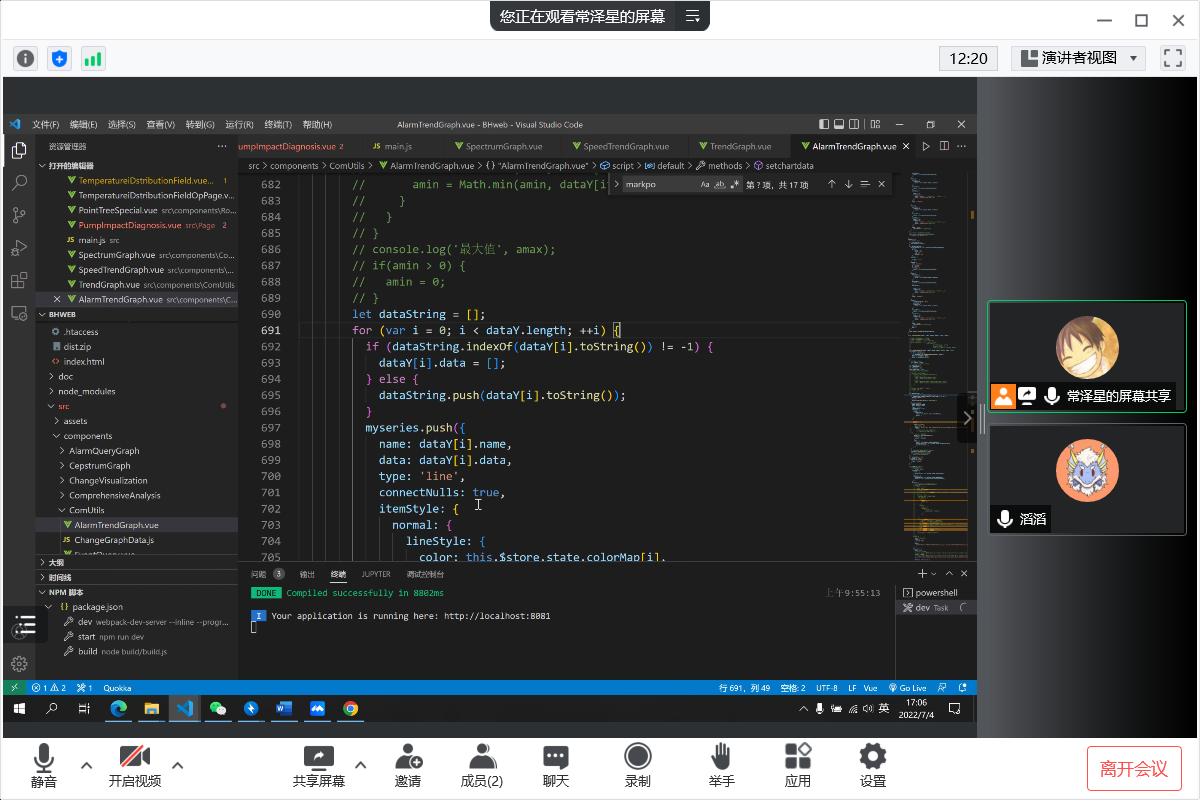 您正在观看常泽星的屏幕
12:20
演讲者视图
文件(F) 编辑(E) 选择(S) 查看(V) 转到(G) 运行(R) 终端(T) 帮助(H)
AlarmTrendGraph.vue - BHweb - Visual Studio Code
资源管理器
umpImpactDiagnosis.vue 2
JS main.js
SpectrumGraph.vue
SpeedTrendGraph.vue
TrendGraph.vue
AlarmTrendGraph.vue
打开的编辑器
TemperatureiDstributionField.vue... 1
TemperatureiDstributionFieldOpPage.v...
PointTreeSpecial.vue src\components\Ro...
PumpImpactDiagnosis.vue src\Page 2
JS main.js src
SpectrumGraph.vue src\components\Co...
SpeedTrendGraph.vue src\components\...
TrendGraph.vue src\components\ComUtils
AlarmTrendGraph.vue src\components\C...
BHWEB
.htaccess
dist.zip
index.html
doc
node_modules
src
assets
components
AlarmQueryGraph
CepstrumGraph
ChangeVisualization
ComprehensiveAnalysis
ComUtils
AlarmTrendGraph.vue
JS ChangeGraphData.js
大纲
时间线
NPM 脚本
{} package.json
dev webpack-dev-server --inline --progr...
start npm run dev
build node build/build.js
src > components > ComUtils > AlarmTrendGraph.vue > {} "AlarmTrendGraph.vue" > script > default > methods > setchartdata
markpo
Aa ab
第?项，共 17 项
682 // amin = Math.min(amin, dataY[i
683 // }
684 // }
685 // }
686 // console.log('最大值', amax);
687 // if(amin > 0) {
688 // amin = 0;
689 // }
690 let dataString = [];
691 for (var i = 0; i < dataY.length; ++i) {
692 if (dataString.indexOf(dataY[i].toString()) != -1) {
693 dataY[i].data = [];
694 } else {
695 dataString.push(dataY[i].toString());
696 }
697 myseries.push({
698 name: dataY[i].name,
699 data: dataY[i].data,
700 type: 'line',
701 connectNulls: true,
702 itemStyle: {
703 normal: {
704 lineStyle: {
705 color: this.$store.state.colorMap[i],
问题 3 输出 终端 JUPYTER 调试控制台
DONE Compiled successfully in 8802ms
上午9:55:13
I Your application is running here: http://localhost:8081
powershell
dev Task
1 2 1 Quokka
行 691，列 49 空格: 2 UTF-8 LF Vue Go Live
英
17:06
2022/7/4
常泽星的屏幕共享
滔滔
静音
开启视频
共享屏幕
邀请
成员(2)
聊天
录制
举手
应用
设置
离开会议